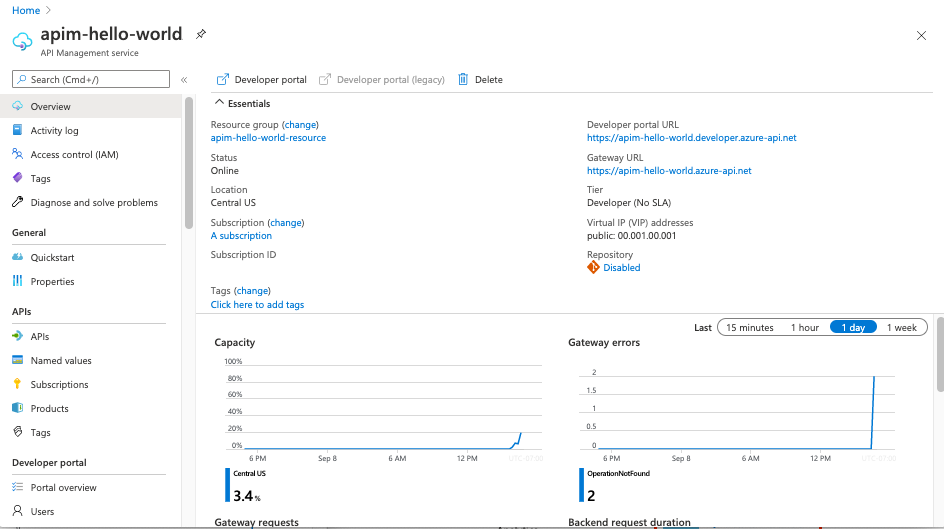 Home >
apim-hello-world
API Management service
Search (Cmd+/)
«
Developer portal
Developer portal (legacy)
Delete
Overview
Activity log
Access control (IAM)
Tags
Diagnose and solve problems
General
Quickstart
Properties
APIs
APIs
Named values
Subscriptions
Products
Tags
Developer portal
Portal overview
Users
Essentials
Resource group (change)
apim-hello-world-resource
Status
Online
Location
Central US
Subscription (change)
A subscription
Subscription ID
Tags (change)
Click here to add tags
Developer portal URL
https://apim-hello-world.developer.azure-api.net
Gateway URL
https://apim-hello-world.azure-api.net
Tier
Developer (No SLA)
Virtual IP (VIP) addresses
public: 00.001.00.001
Repository
Disabled
Last 15 minutes 1 hour 1 day 1 week
Capacity
100%
80%
60%
40%
20%
0%
6 PM Sep 8 6 AM 12 PM UTC-07:00
Central US
3.4 %
Gateway errors
2
1.5
1
0.5
0
6 PM Sep 8 6 AM 12 PM UTC-07:00
OperationNotFound
2
Gateway requests
Backend request duration